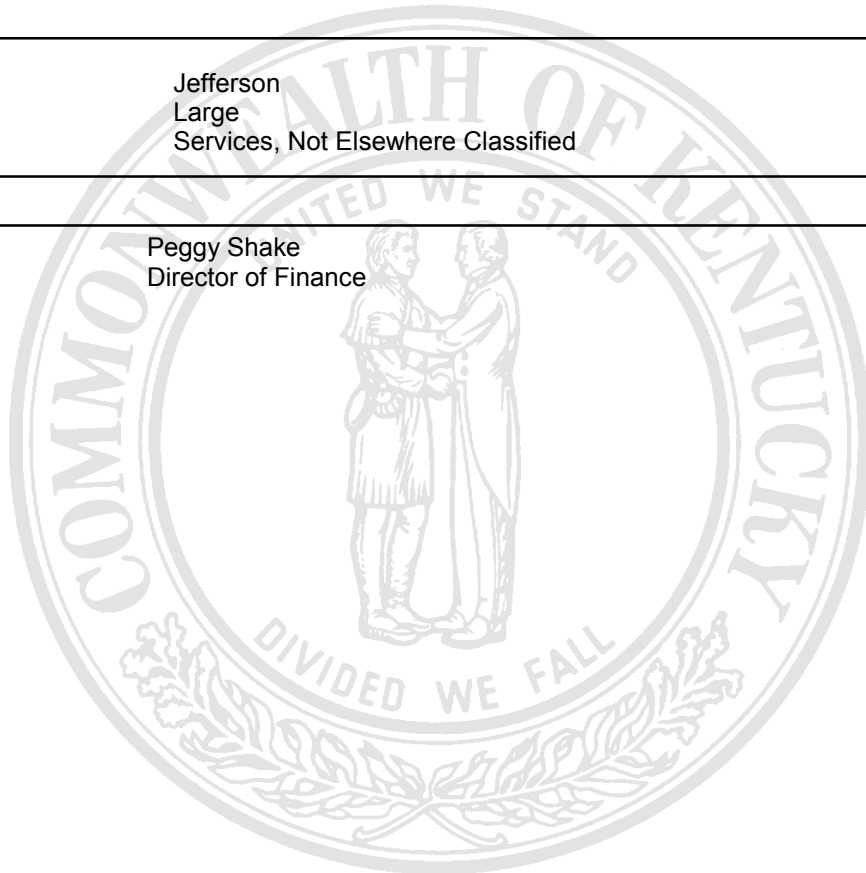 Jefferson
Large
Services, Not Elsewhere Classified
Peggy Shake
Director of Finance
COMMONWEALTH OF KENTUCKY
UNITED WE STAND
DIVIDED WE FALL